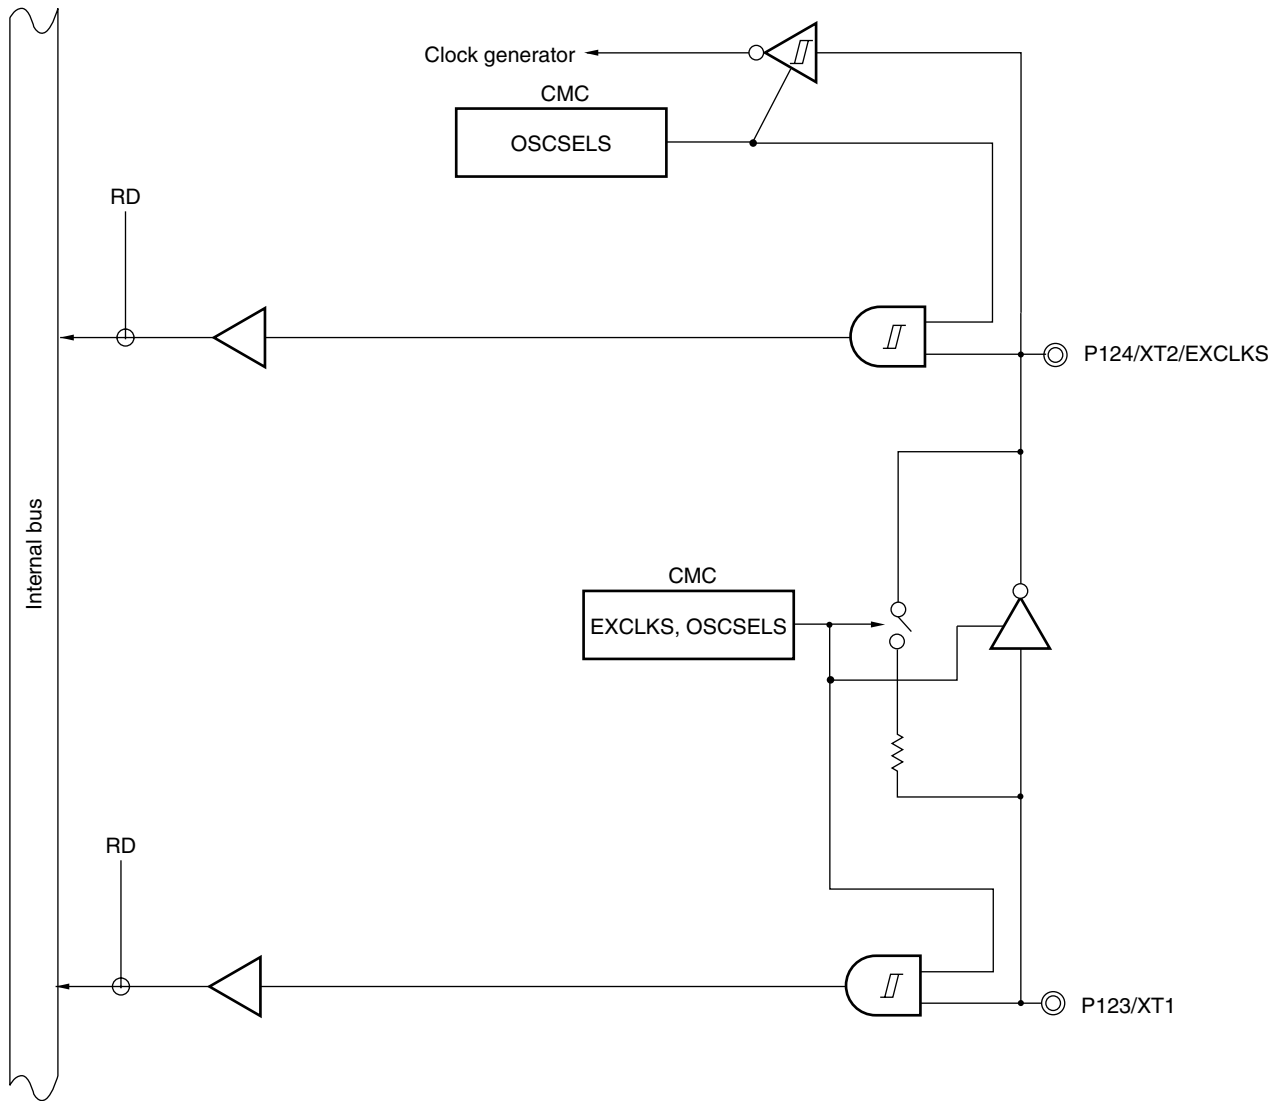 Clock generator
CMC
OSCSELS
RD
P124/XT2/EXCLKS
Internal bus
CMC
EXCLKS, OSCSELS
RD
P123/XT1